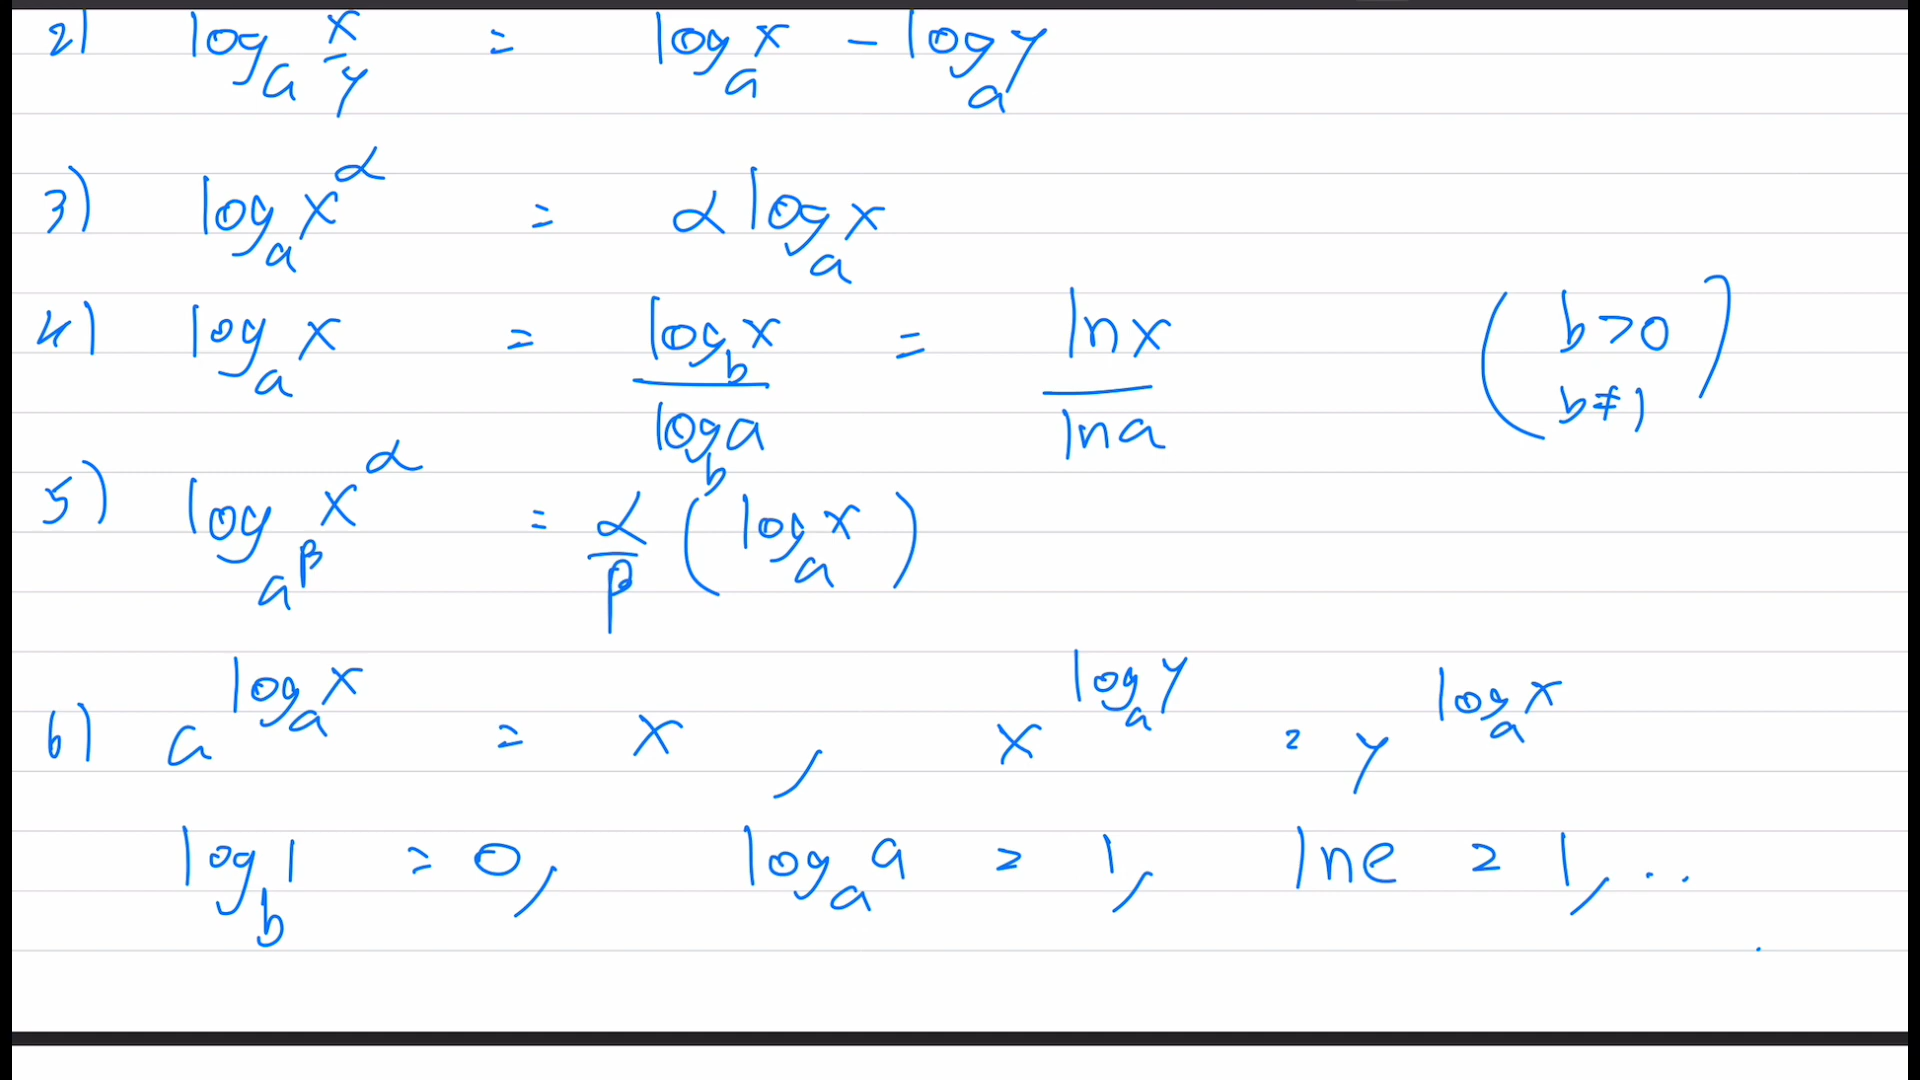 2) log_a x/y = log_a x - log_a y
3) log_a x^α = α log_a x
4) log_a x = log_b x / log_b a = ln x / ln a (b>0 b≠1)
5) log_{a^β} x^α = α/β (log_a x)
6) a^{log_a x} = x , x^{log_a y} = y^{log_a x}
log_b 1 = 0, log_a a = 1, ln e = 1, ...